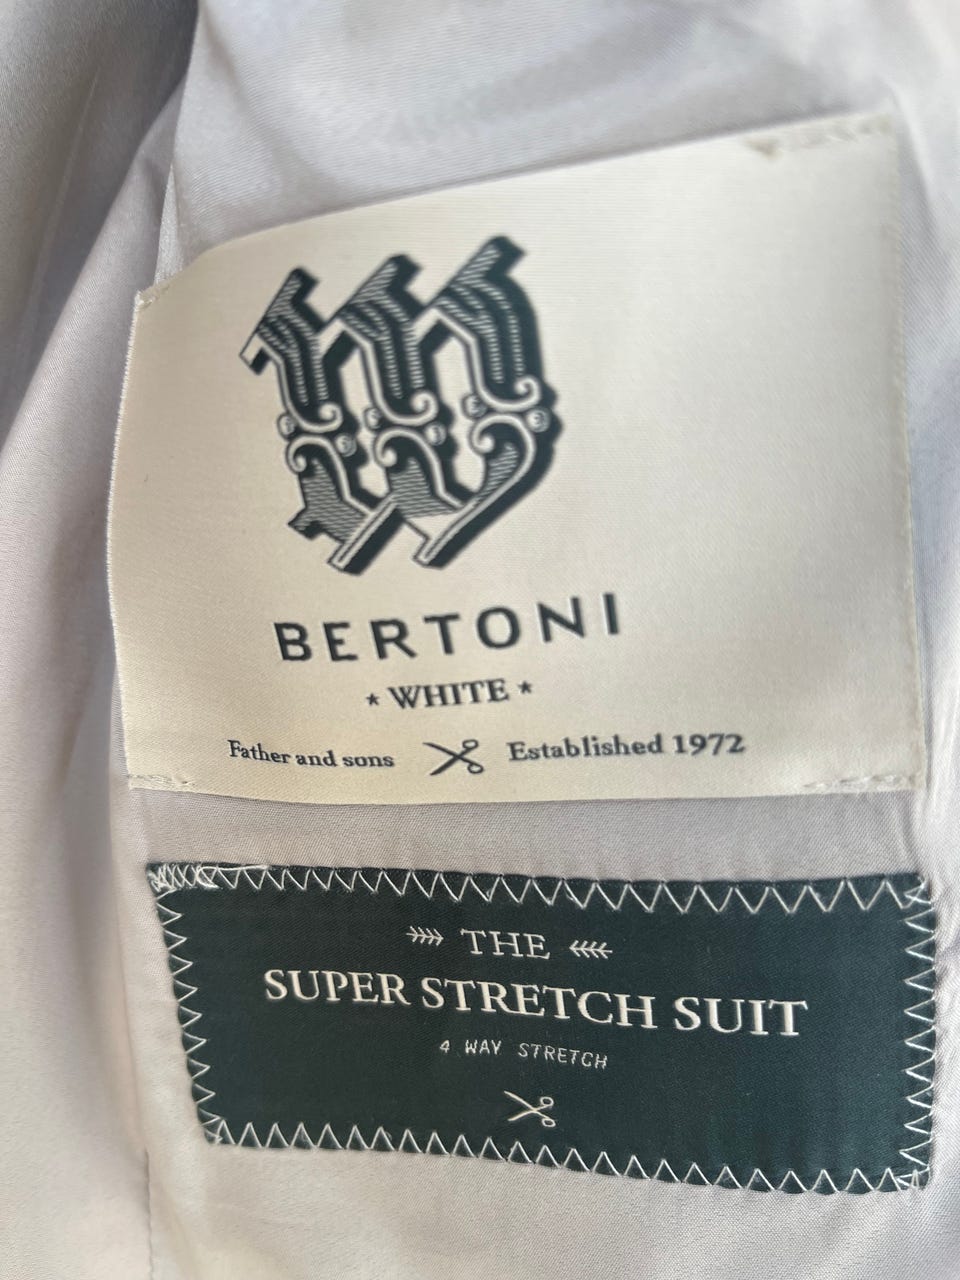 W
BERTONI
* WHITE *
Father and sons Established 1972
THE
SUPER STRETCH SUIT
4 WAY STRETCH